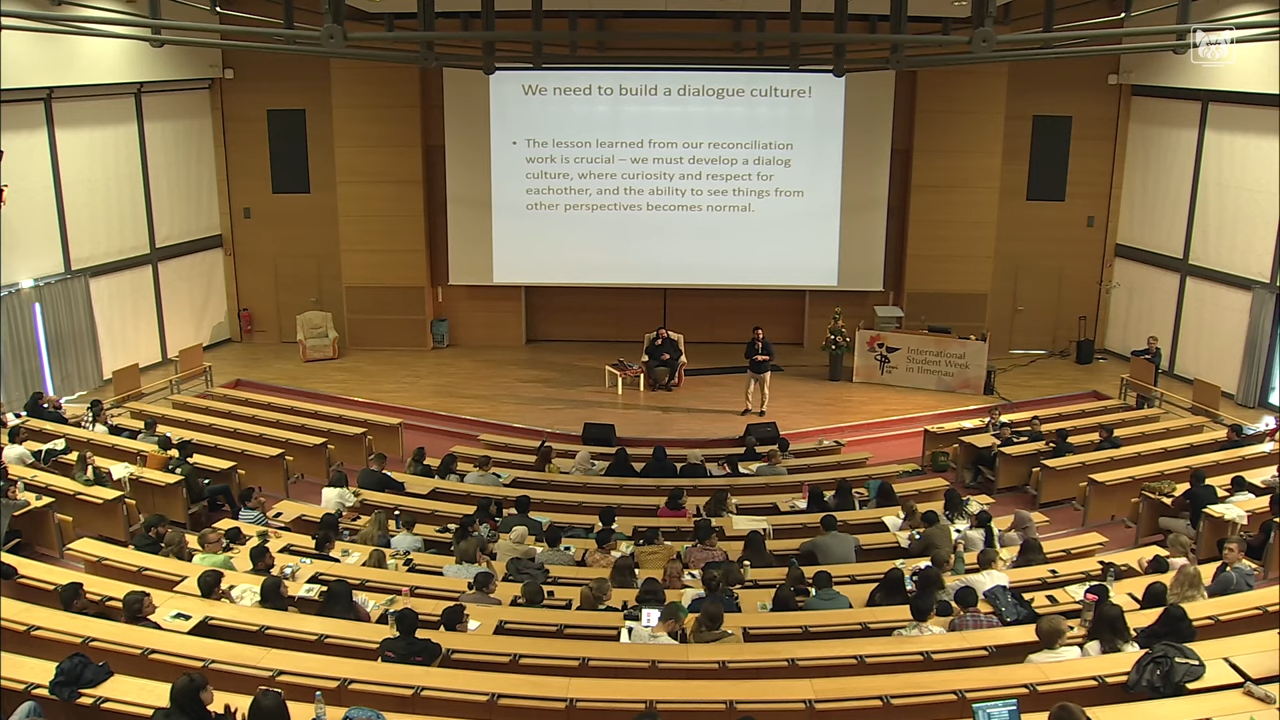 We need to build a dialogue culture!
• The lesson learned from our reconciliation
work is crucial – we must develop a dialog
culture, where curiosity and respect for
eachother, and the ability to see things from
other perspectives becomes normal.
International
Student Week
in Ilmenau